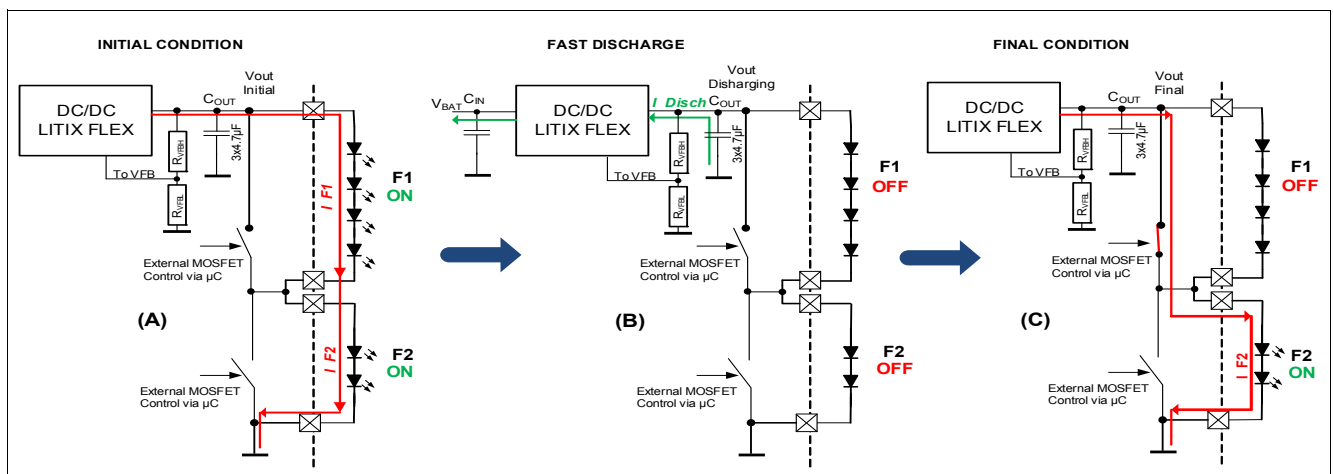 INITIAL CONDITION
FAST DISCHARGE
FINAL CONDITION
DC/DC
LITIX FLEX
COUT
Vout
Initial
3x4.7µF
RVFBH
To VFB
RVFBL
I F1
F1
ON
External MOSFET
Control via µC
(A)
I F2
F2
ON
External MOSFET
Control via µC
VBAT
CIN
DC/DC
LITIX FLEX
I Disch
COUT
Vout
Disharging
3x4.7µF
RVFBH
To VFB
RVFBL
F1
OFF
External MOSFET
Control via µC
(B)
F2
OFF
External MOSFET
Control via µC
DC/DC
LITIX FLEX
COUT
Vout
Final
3x4.7µF
RVFBH
To VFB
RVFBL
F1
OFF
External MOSFET
Control via µC
(C)
I F2
F2
ON
External MOSFET
Control via µC